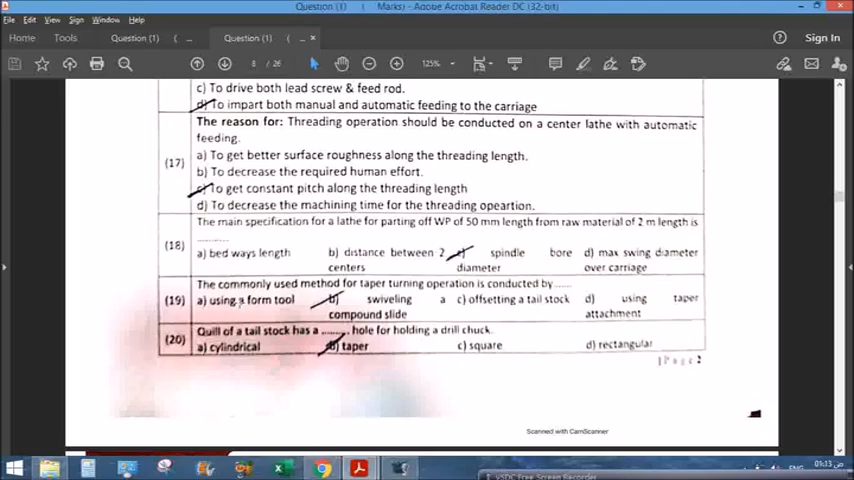 Question (1) Marks) - Adobe Acrobat Reader DC (32-bit)
File Edit View Sign Window Help
Home Tools Question (1) (... Question (1) (... × Sign In
8 / 26 125%
c) To drive both lead screw & feed rod.
d) To impart both manual and automatic feeding to the carriage
(17) The reason for: Threading operation should be conducted on a center lathe with automatic
feeding.
a) To get better surface roughness along the threading length.
b) To decrease the required human effort.
c) To get constant pitch along the threading length
d) To decrease the machining time for the threading opeartion.
(18) The main specification for a lathe for parting off WP of 50 mm length from raw material of 2 m length is
..............
a) bed ways length b) distance between 2 centers c) spindle bore diameter d) max swing diameter over carriage
(19) The commonly used method for taper turning operation is conducted by......
a) using a form tool b) swiveling a compound slide c) offsetting a tail stock d) using taper attachment
(20) Quill of a tail stock has a ......... hole for holding a drill chuck.
a) cylindrical b) taper c) square d) rectangular
| P a g e 2
Scanned with CamScanner
ENG 01:13 ص
VSDC Free Screen Recorder